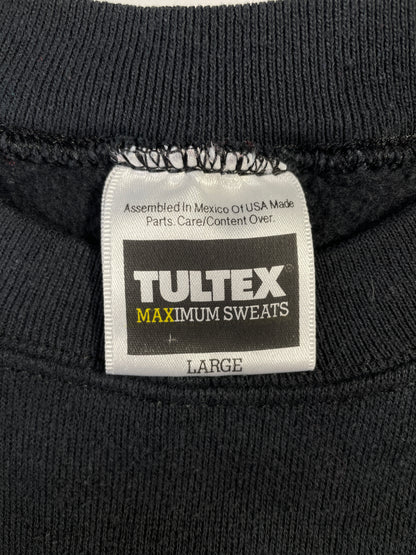 Assembled In Mexico Of USA Made
Parts. Care/Content Over.
TULTEX®
MAXIMUM SWEATS
LARGE